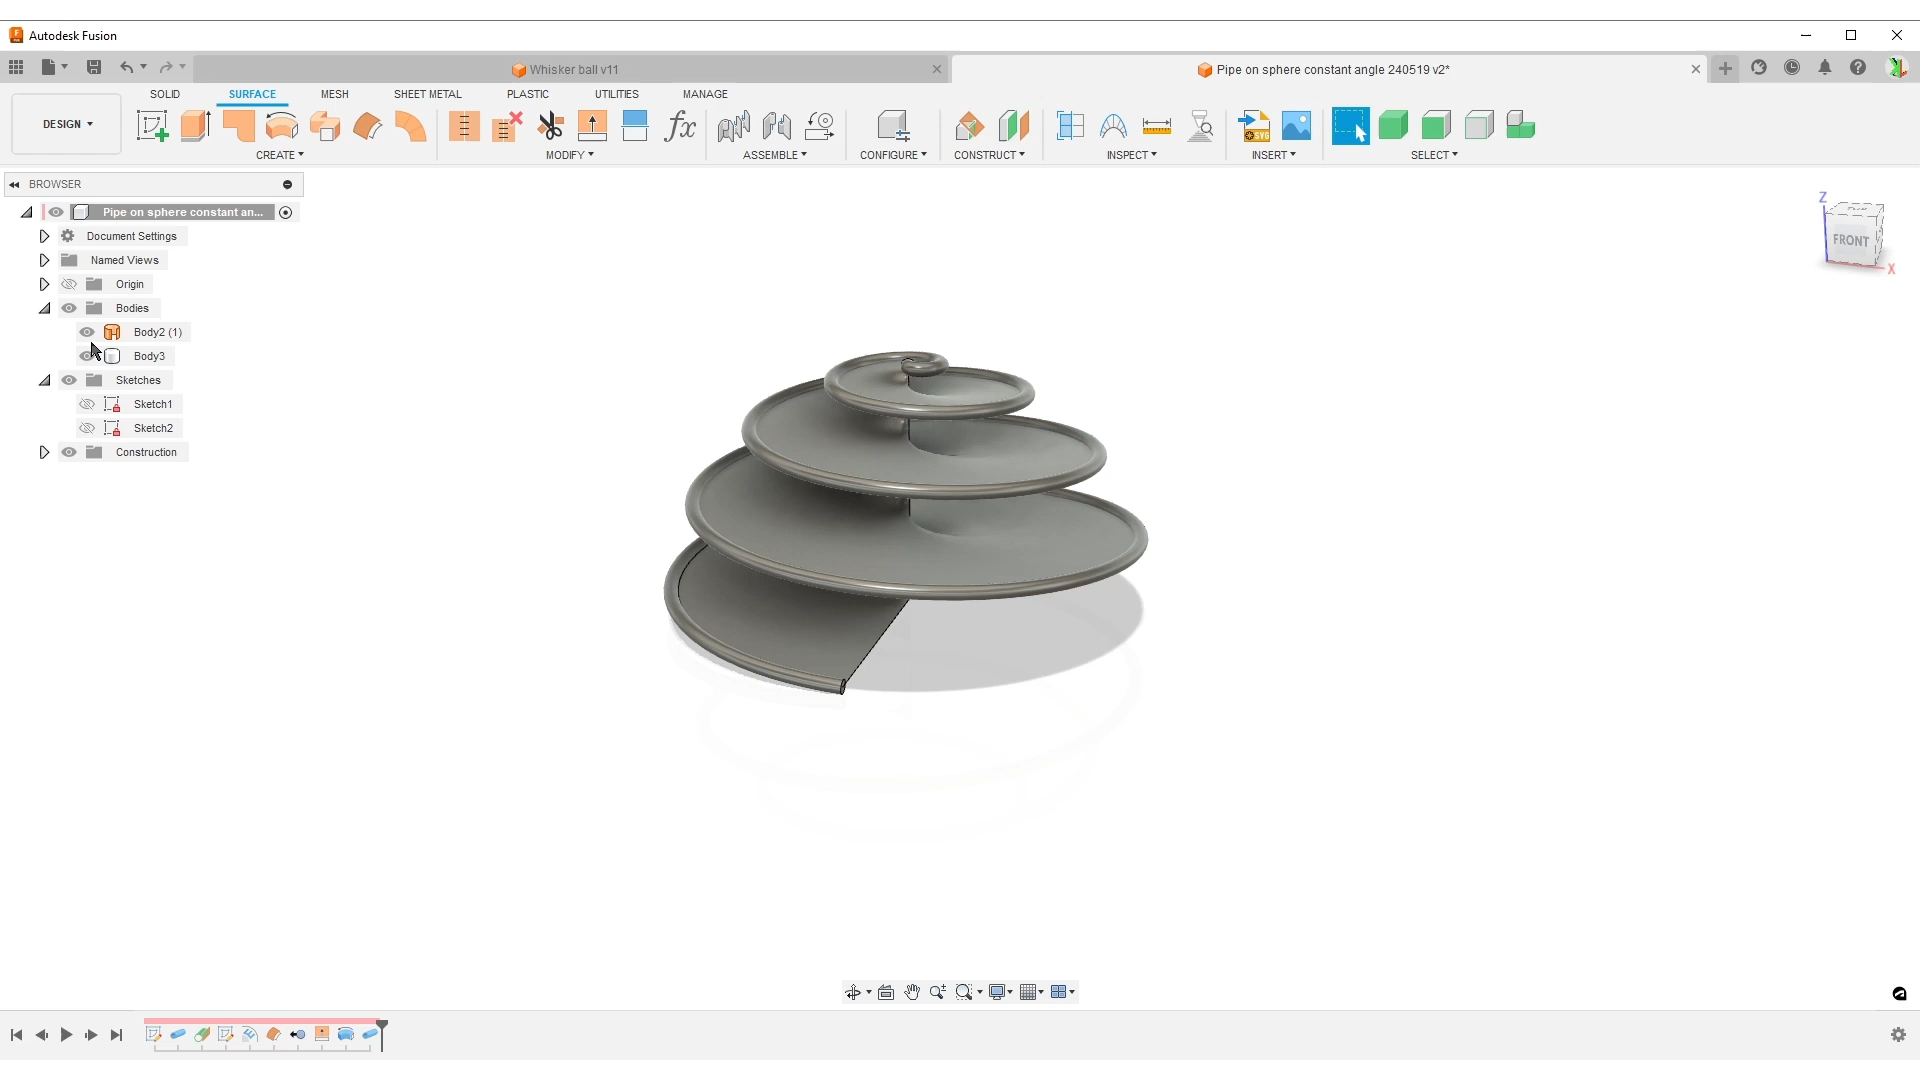 Autodesk Fusion
Whisker ball v11
Pipe on sphere constant angle 240519 v2*
SOLID SURFACE MESH SHEET METAL PLASTIC UTILITIES MANAGE
DESIGN
CREATE MODIFY ASSEMBLE CONFIGURE CONSTRUCT INSPECT INSERT SELECT
BROWSER
Pipe on sphere constant an...
Document Settings
Named Views
Origin
Bodies
Body2 (1)
Body3
Sketches
Sketch1
Sketch2
Construction
Z
FRONT
X